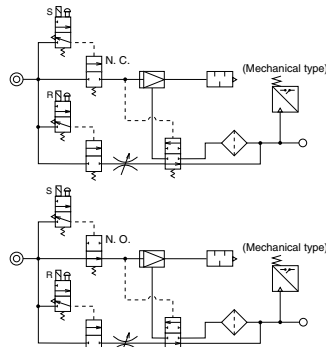 S
N. C.
(Mechanical type)
R
S
N. O.
(Mechanical type)
R